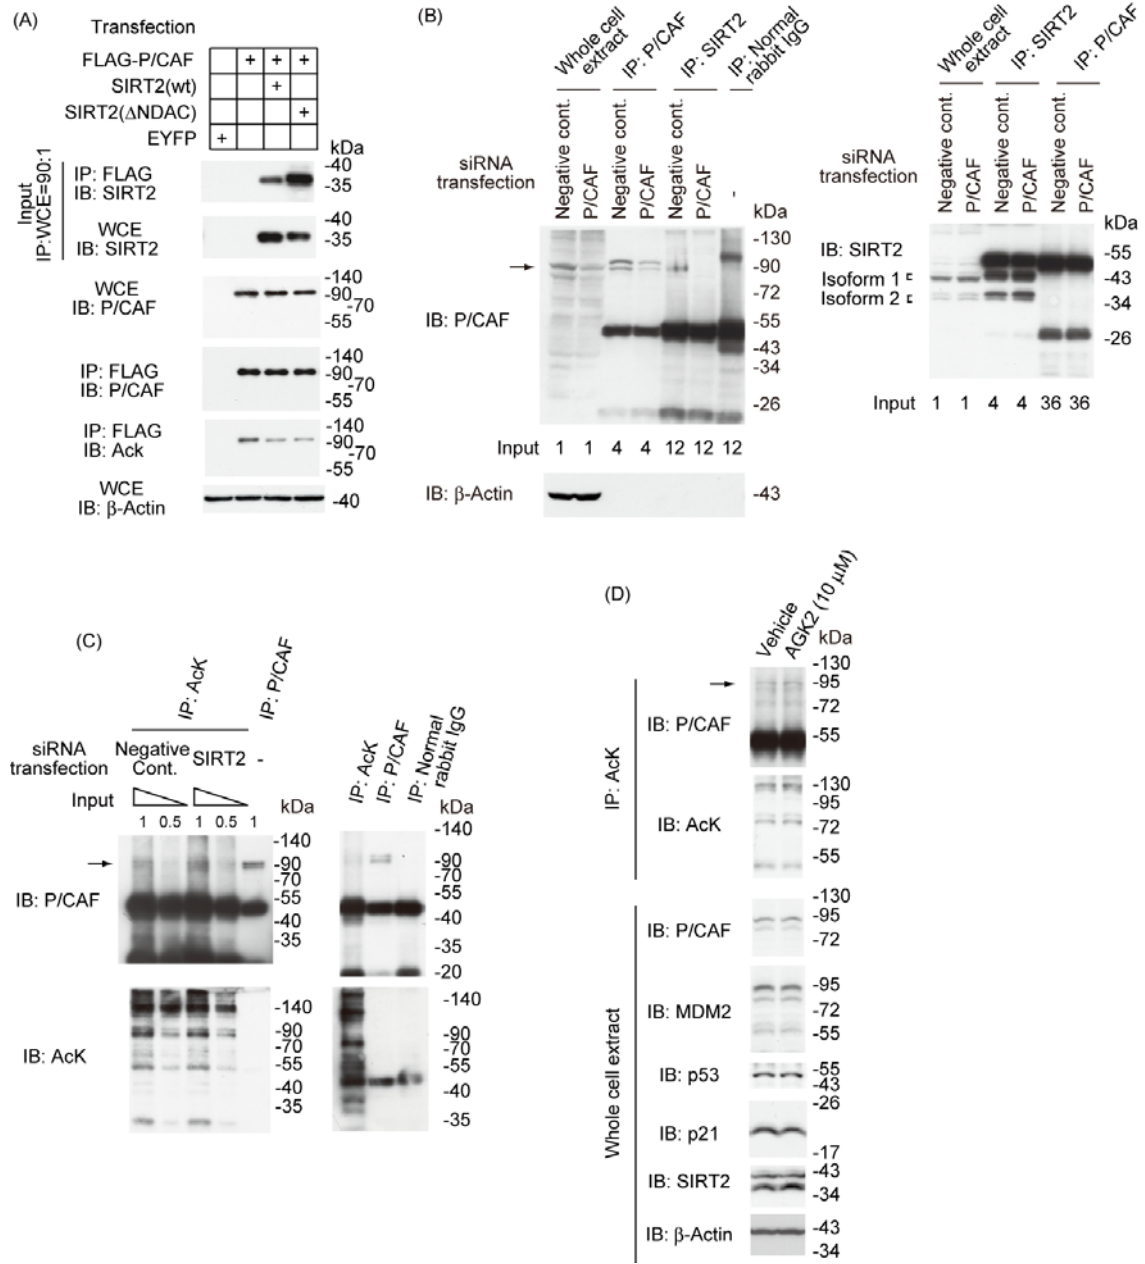 (A)
Transfection
FLAG-P/CAF + + +
SIRT2(wt) +
SIRT2(ΔNDAC) +
EYFP +
kDa
Input
IP:WCE=90:1
IP: FLAG
IB: SIRT2
-40
-35
WCE
IB: SIRT2
-40
-35
WCE
IB: P/CAF
-140
-90
-70
-55
IP: FLAG
IB: P/CAF
-140
-90
-70
-55
IP: FLAG
IB: Ack
-140
-90
-70
-55
WCE
IB: β-Actin
-40
(B)
Whole cell
extract
IP: P/CAF
IP: SIRT2
IP: Normal
rabbit IgG
siRNA
transfection
Negative cont.
P/CAF
Negative cont.
P/CAF
Negative cont.
P/CAF
-
kDa
IB: P/CAF
-130
-90
-72
-55
-43
-34
-26
Input 1 1 4 4 12 12 12
IB: β-Actin
-43
Whole cell
extract
IP: SIRT2
IP: P/CAF
siRNA
transfection
Negative cont.
P/CAF
Negative cont.
P/CAF
Negative cont.
P/CAF
kDa
IB: SIRT2
Isoform 1
Isoform 2
-55
-43
-34
-26
Input 1 1 4 4 36 36
(C)
IP: AcK
IP: P/CAF
siRNA
transfection
Negative
Cont.
SIRT2
-
Input
1 0.5 1 0.5 1
kDa
IB: P/CAF
-140
-90
-70
-55
-40
-35
IB: AcK
-140
-90
-70
-55
-40
-35
IP: AcK
IP: P/CAF
IP: Normal
rabbit IgG
kDa
-140
-90
-70
-55
-40
-35
-20
-140
-90
-70
-55
-40
-35
(D)
Vehicle
AGK2 (10 μM)
kDa
IP: AcK
IB: P/CAF
-130
-95
-72
-55
IB: AcK
-130
-95
-72
-55
Whole cell extract
IB: P/CAF
-130
-95
-72
IB: MDM2
-95
-72
-55
IB: p53
-55
-43
IB: p21
-26
-17
IB: SIRT2
-43
-34
IB: β-Actin
-43
-34